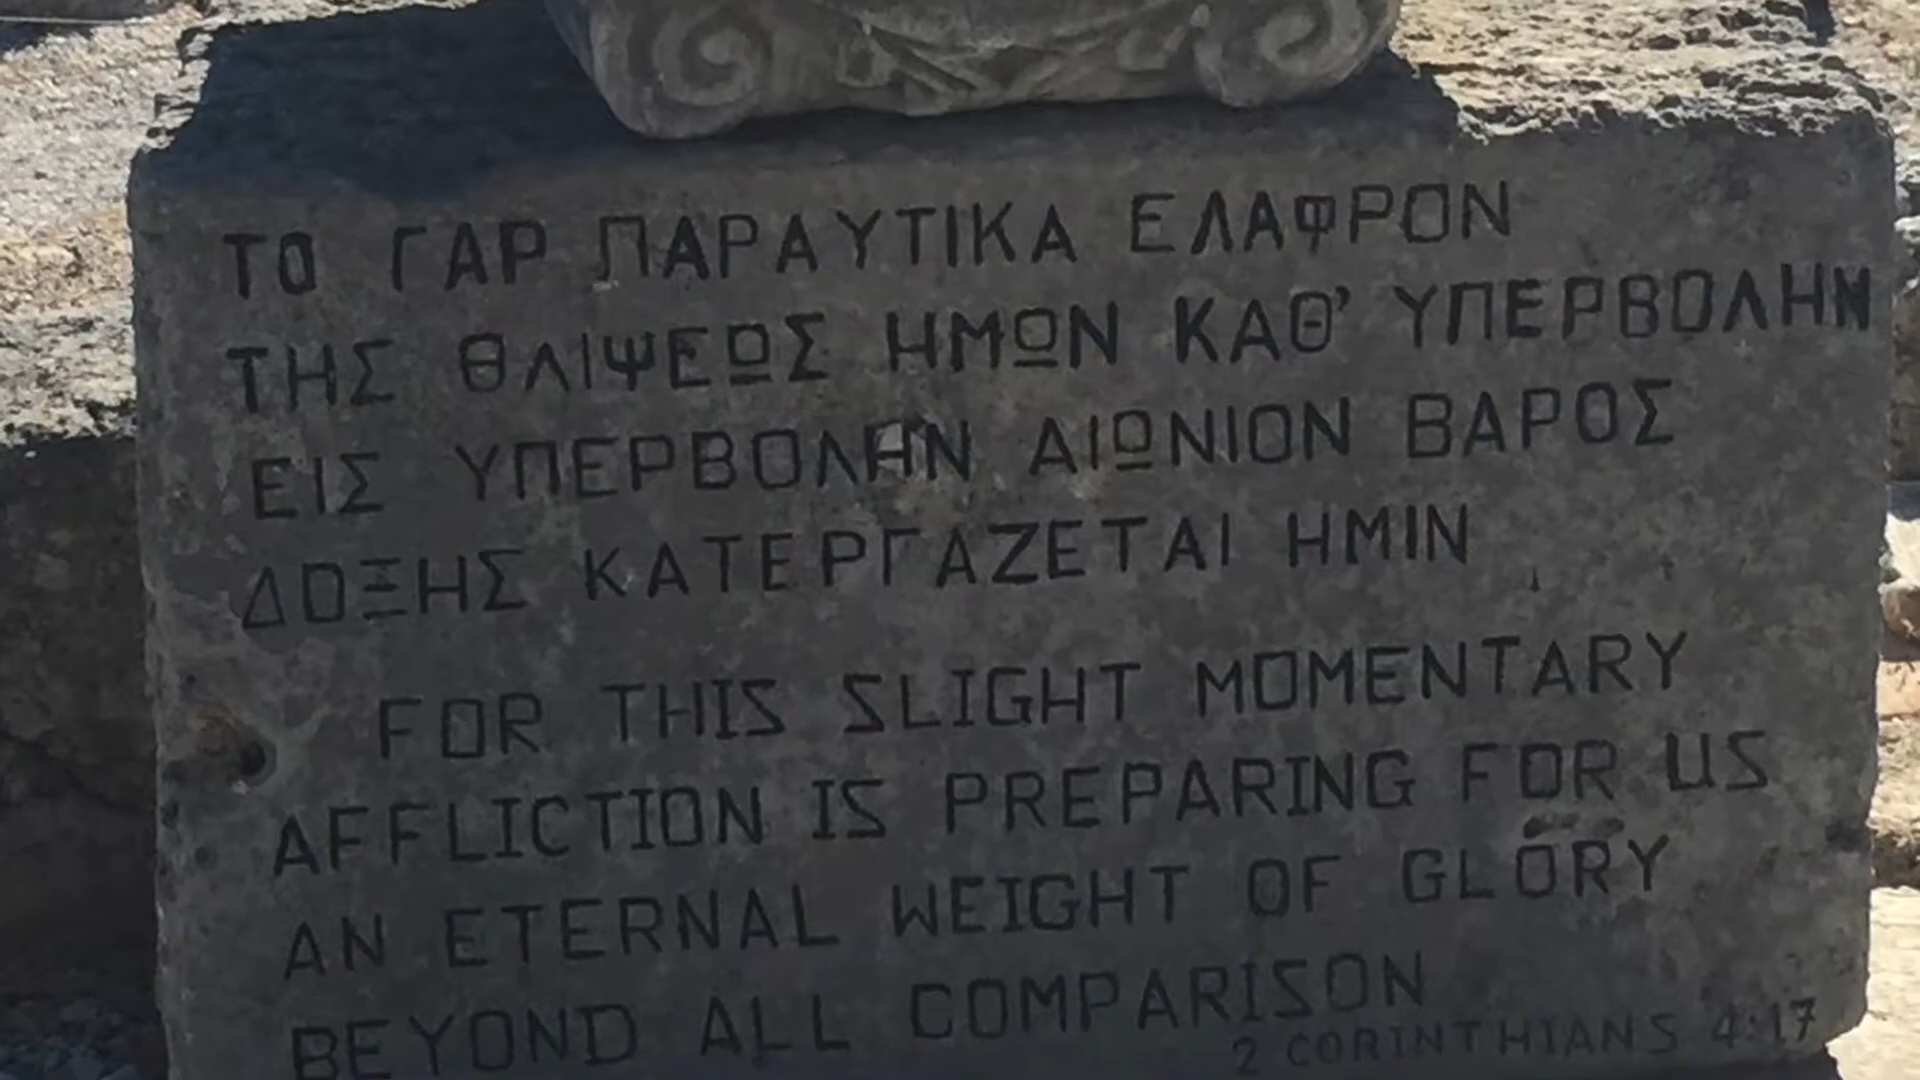 ΤΟ ΓΑΡ ΠΑΡΑΥΤΙΚΑ ΕΛΑΦΡΟΝ
ΤΗΣ ΘΛΙΨΕΩΣ ΗΜΩΝ ΚΑΘ’ ΥΠΕΡΒΟΛΗΝ
ΕΙΣ ΥΠΕΡΒΟΛΗΝ ΑΙΩΝΙΟΝ ΒΑΡΟΣ
ΔΟΞΗΣ ΚΑΤΕΡΓΑΖΕΤΑΙ ΗΜΙΝ
FOR THIS SLIGHT MOMENTARY
AFFLICTION IS PREPARING FOR US
AN ETERNAL WEIGHT OF GLORY
BEYOND ALL COMPARISON
2 CORINTHIANS 4:17